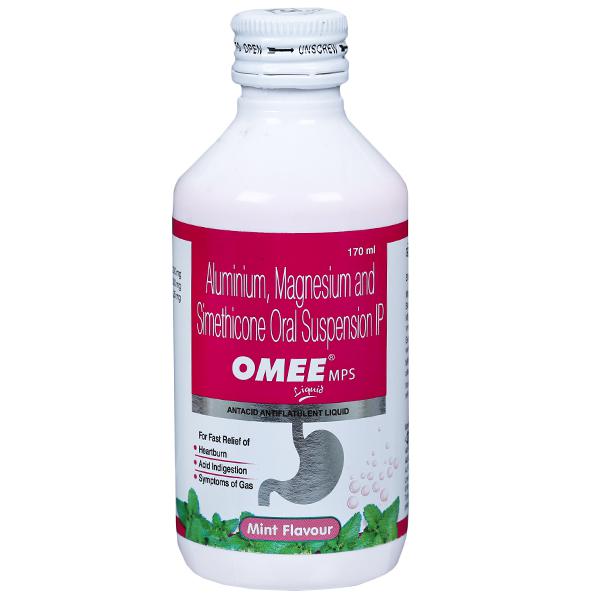 TO OPEN UNSCREW
170 ml
Aluminium, Magnesium and
Simethicone Oral Suspension IP
OMEE® MPS
Liquid
ANTACID ANTIFLATULENT LIQUID
For Fast Relief of
• Heartburn
• Acid Indigestion
• Symptoms of Gas
Mint Flavour